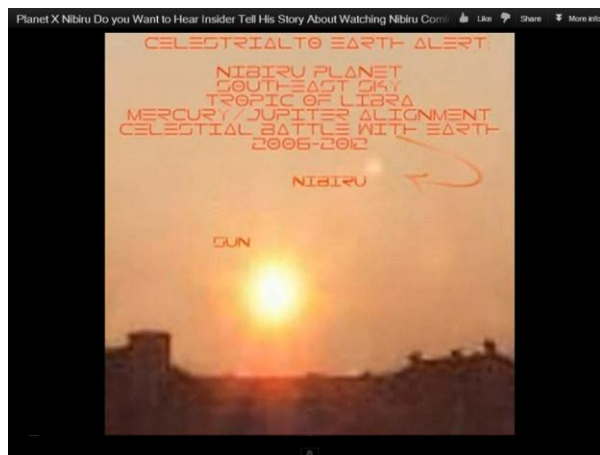 Planet X Nibiru Do you Want to Hear Insider Tell His Story About Watching Nibiru Comi
Like
Share
More info
CELESTRIAL TO EARTH ALERT:
NIBIRU PLANET
SOUTHEAST SKY
TROPIC OF LIBRA
MERCURY/JUPITER ALIGNMENT
CELESTIAL BATTLE WITH EARTH
2006-2012
NIBIRU
SUN